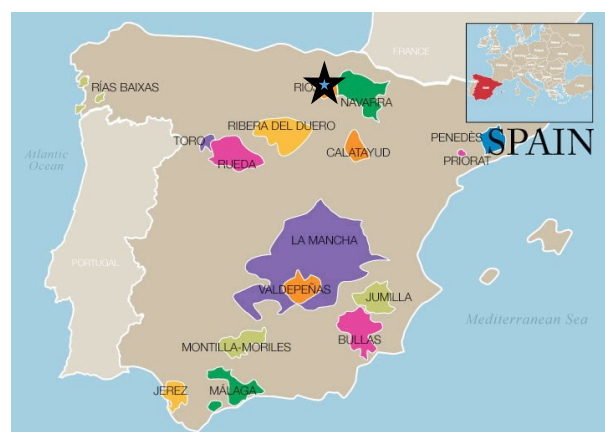 FRANCE
RÍAS BAIXAS
RIO
NAVARRA
RIBERA DEL DUERO
TORO
RUEDA
CALATAYUD
PENEDÈS
SPAIN
PRIORAT
Atlantic
Ocean
PORTUGAL
LA MANCHA
VALDEPEÑAS
JUMILLA
Mediterranean Sea
MONTILLA-MORILES
BULLAS
JEREZ
MÁLAGA